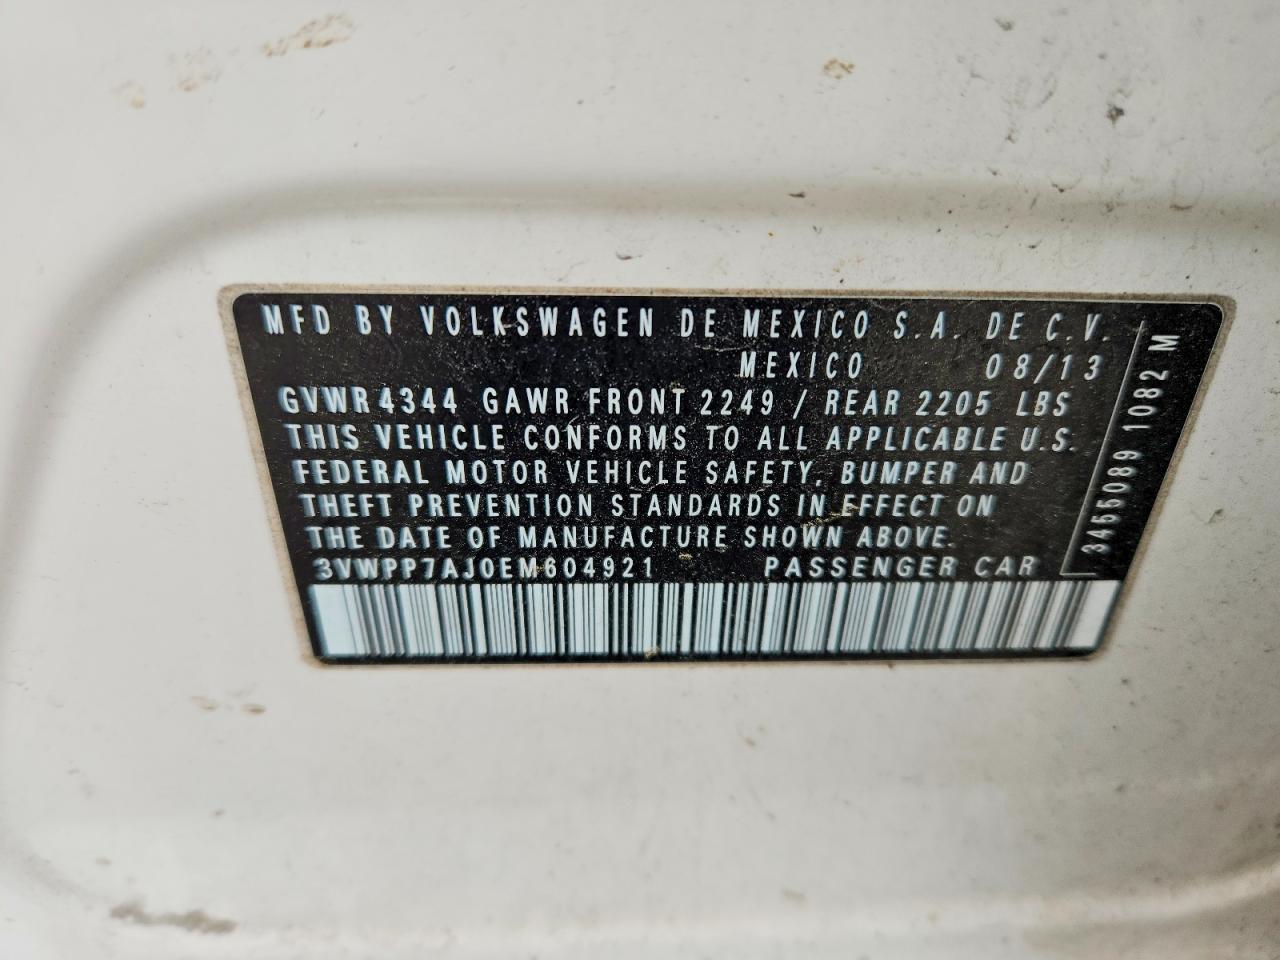 MFD BY VOLKSWAGEN DE MEXICO S.A. DE C.V.
MEXICO 08/13
GVWR 4344 GAWR FRONT 2249 / REAR 2205 LBS
THIS VEHICLE CONFORMS TO ALL APPLICABLE U.S.
FEDERAL MOTOR VEHICLE SAFETY, BUMPER AND
THEFT PREVENTION STANDARDS IN EFFECT ON
THE DATE OF MANUFACTURE SHOWN ABOVE.
3VWPP7AJ0EM604921 PASSENGER CAR
3455089 1082 M